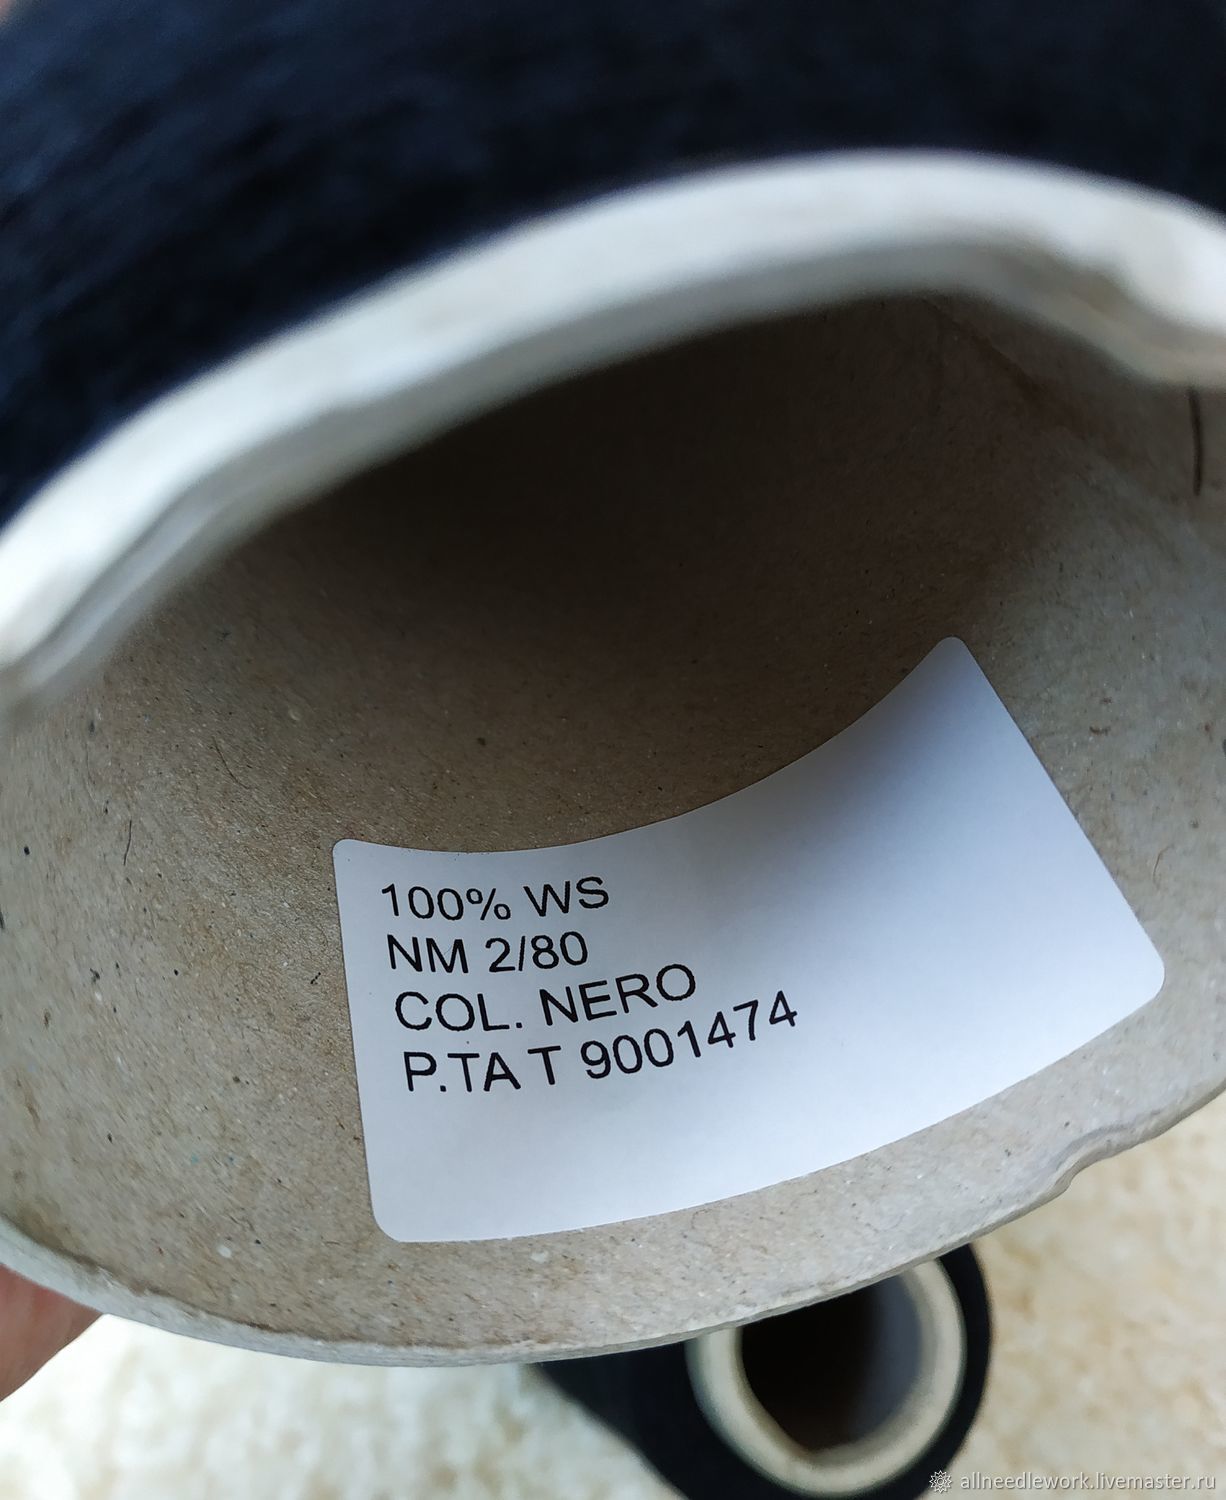 100% WS
NM 2/80
COL. NERO
P.TA T 9001474
allneedlework.livemaster.ru